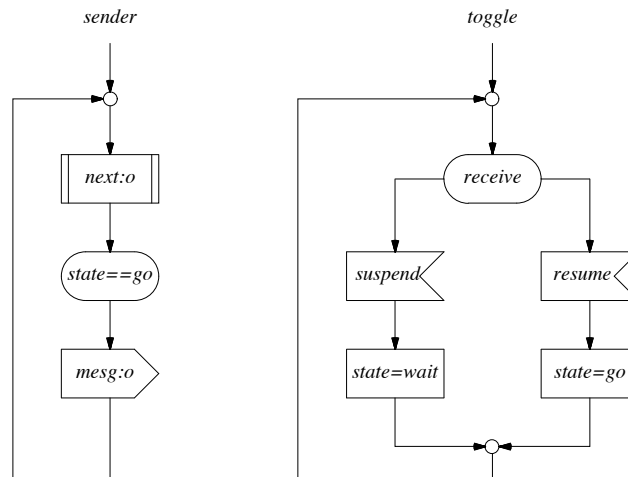 sender
next:o
state==go
mesg:o
toggle
receive
suspend
resume
state=wait
state=go